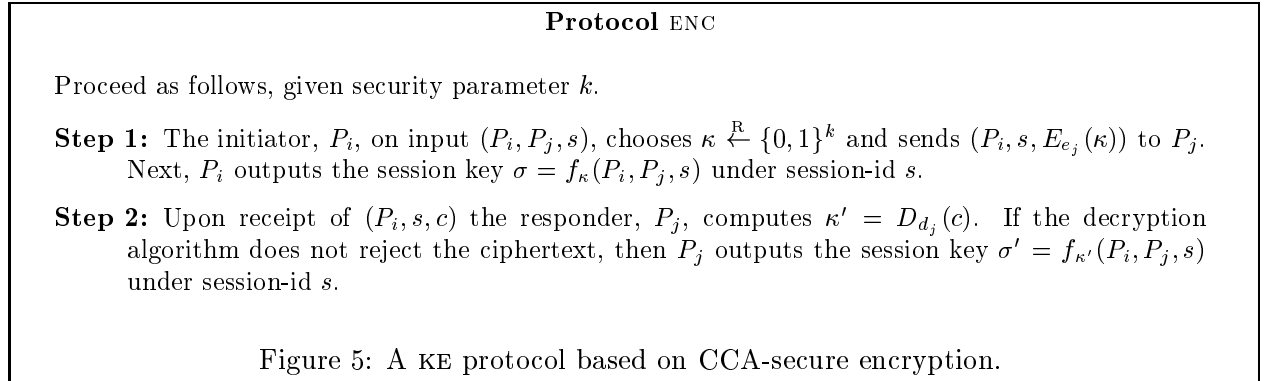 Protocol ENC
Proceed as follows, given security parameter k.
Step 1: The initiator, P_i, on input (P_i, P_j, s), chooses κ ←^R {0, 1}^k and sends (P_i, s, E_{e_j}(κ)) to P_j.
Next, P_i outputs the session key σ = f_κ(P_i, P_j, s) under session-id s.
Step 2: Upon receipt of (P_i, s, c) the responder, P_j, computes κ′ = D_{d_j}(c). If the decryption
algorithm does not reject the ciphertext, then P_j outputs the session key σ′ = f_{κ′}(P_i, P_j, s)
under session-id s.
Figure 5: A KE protocol based on CCA-secure encryption.